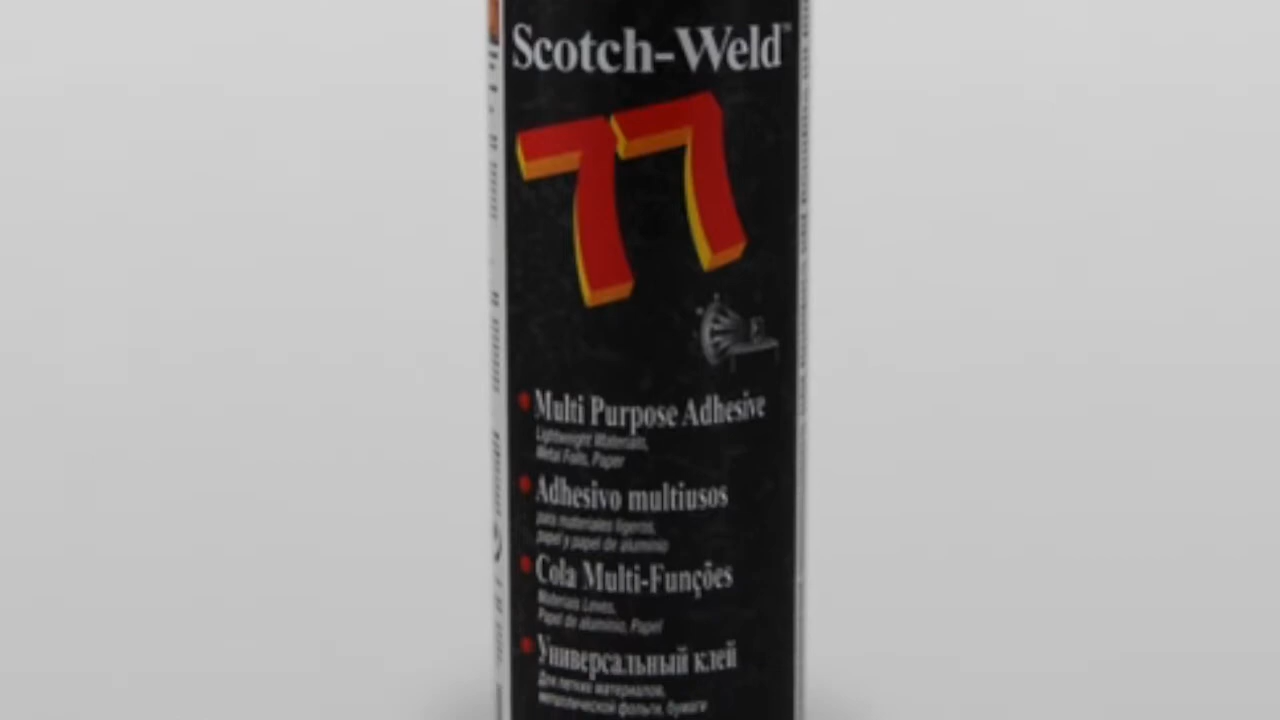 Scotch-Weld™
77
• Multi Purpose Adhesive
Lightweight Materials,
Metal Foils, Paper
• Adhesivo multiusos
para materiales ligeros,
papel y papel de aluminio
• Cola Multi-Funções
Materiais Leves,
Papel de alumínio, Papel
• Универсальный клей
Для легких материалов,
металлической фольги, бумаги